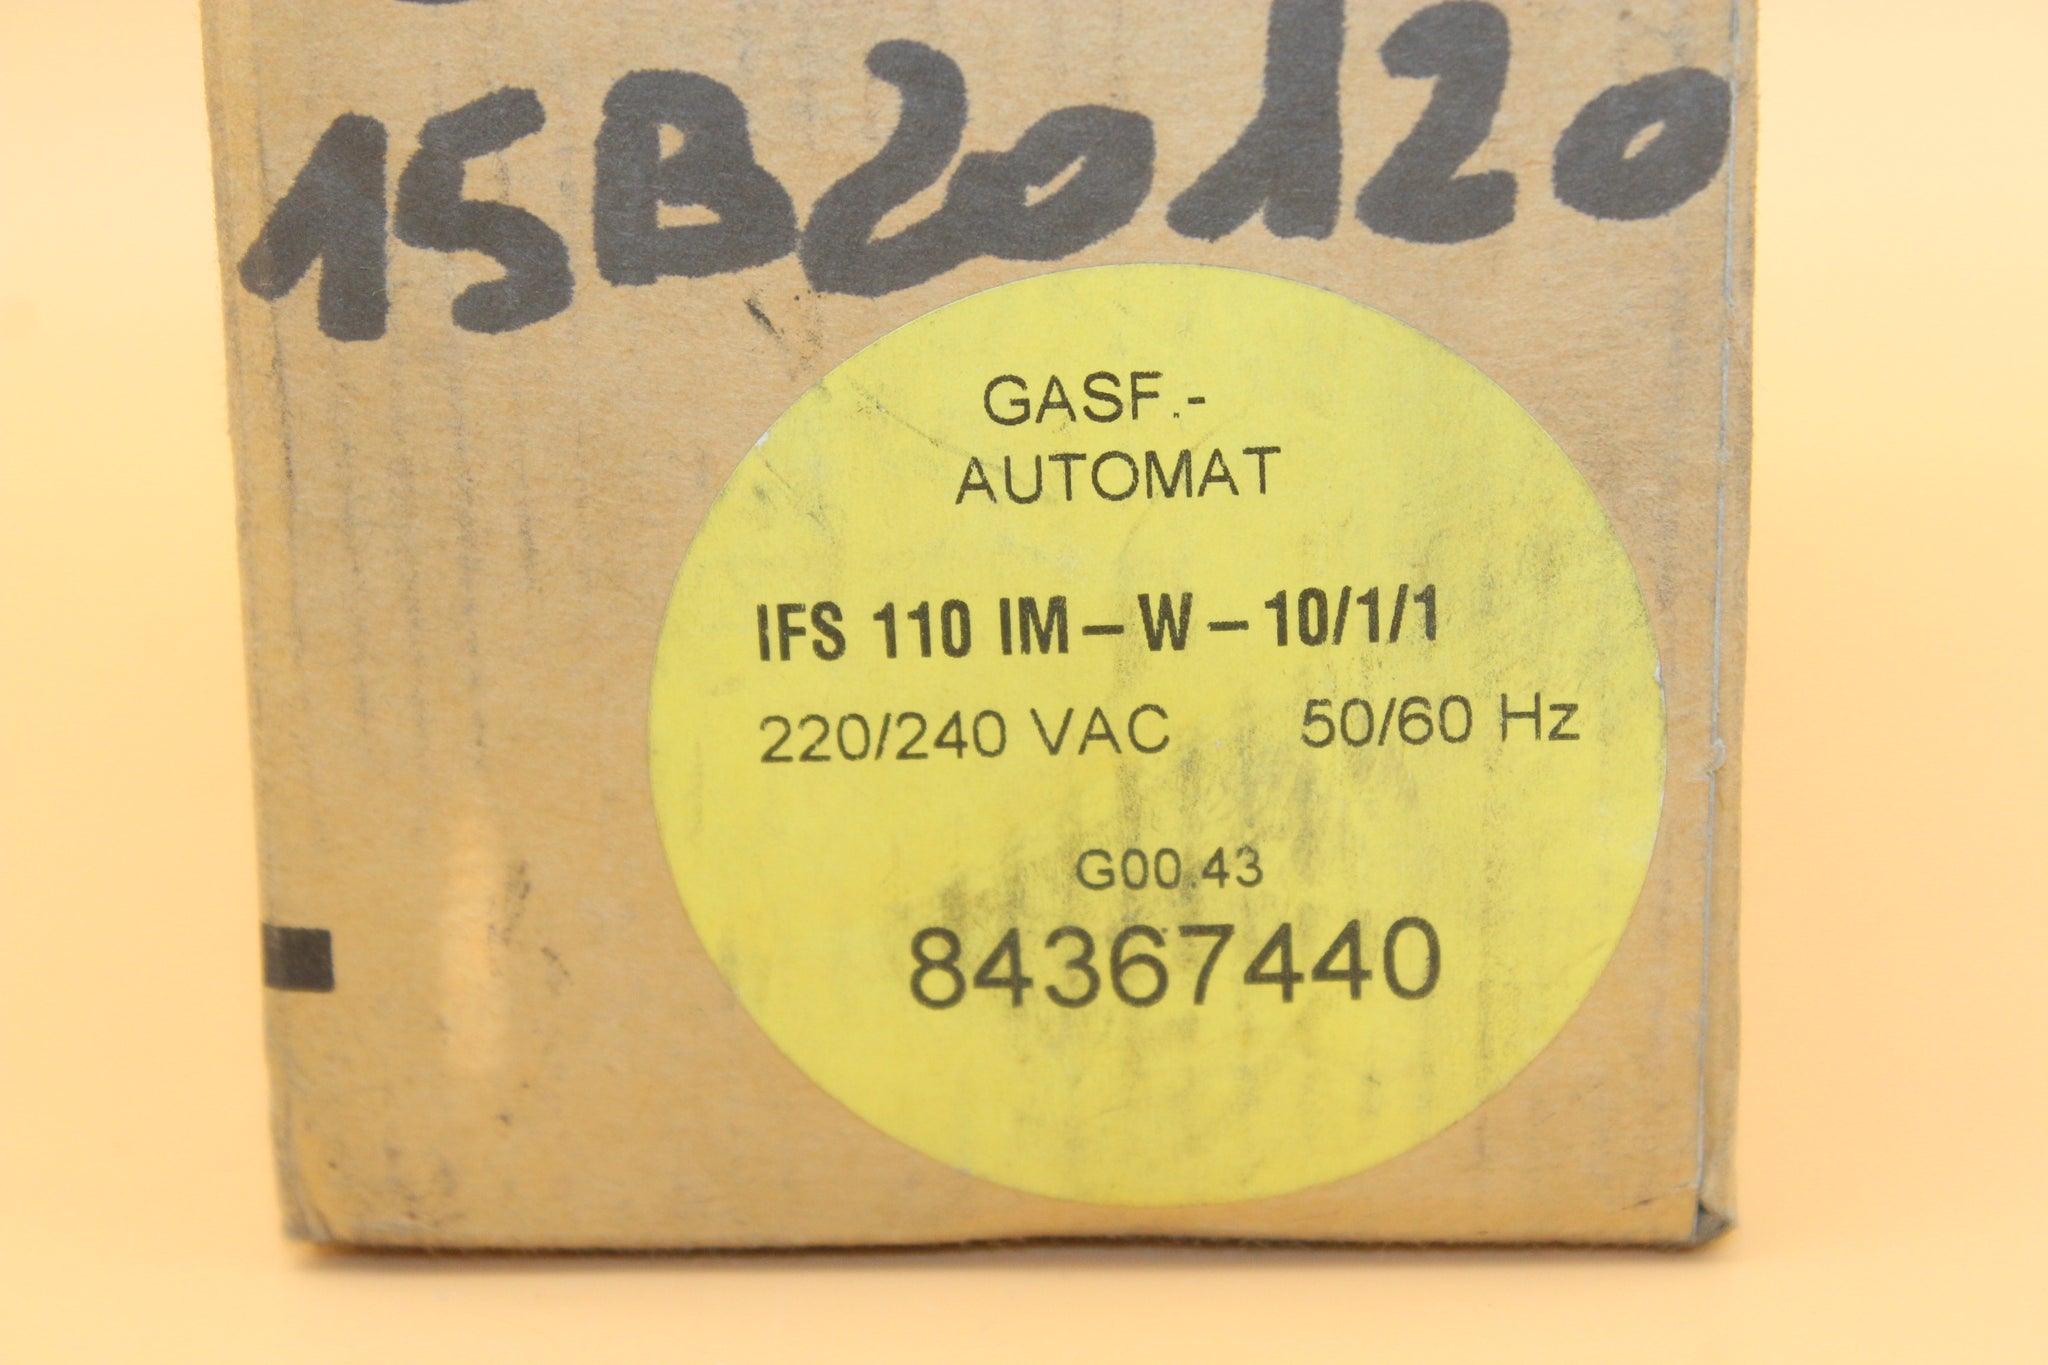 15B20120
GASF.-
AUTOMAT
IFS 110 IM – W – 10/1/1
220/240 VAC 50/60 Hz
G00.43
84367440